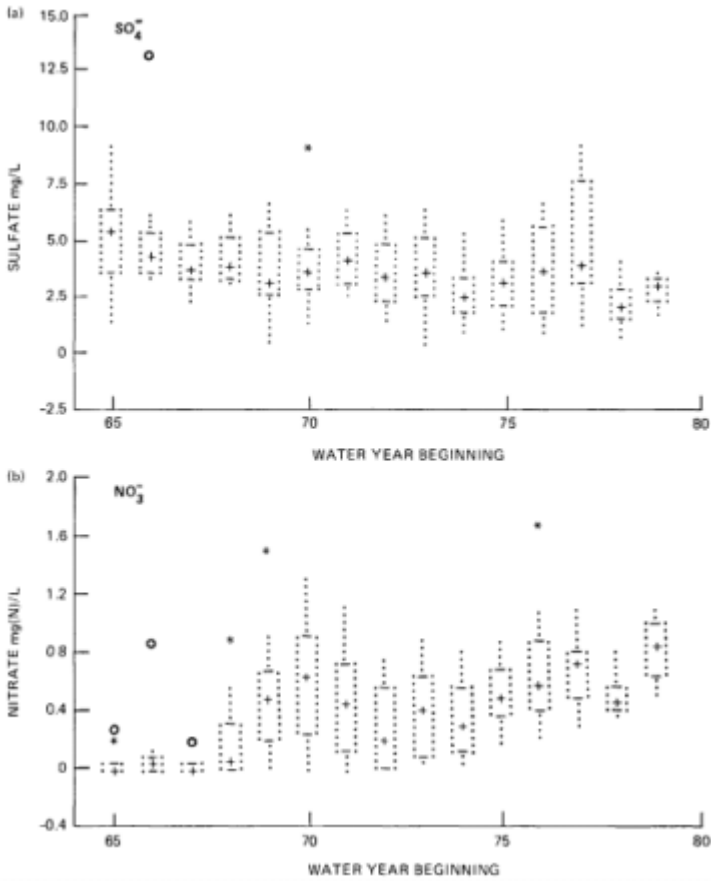 (a)
SO₄⁼
15.0
12.5
10.0
7.5
5.0
2.5
0
-2.5
SULFATE mg/L
65
70
75
80
WATER YEAR BEGINNING
(b)
NO₃⁻
2.0
1.6
1.2
0.8
0.4
0
-0.4
NITRATE mg(N)/L
65
70
75
80
WATER YEAR BEGINNING